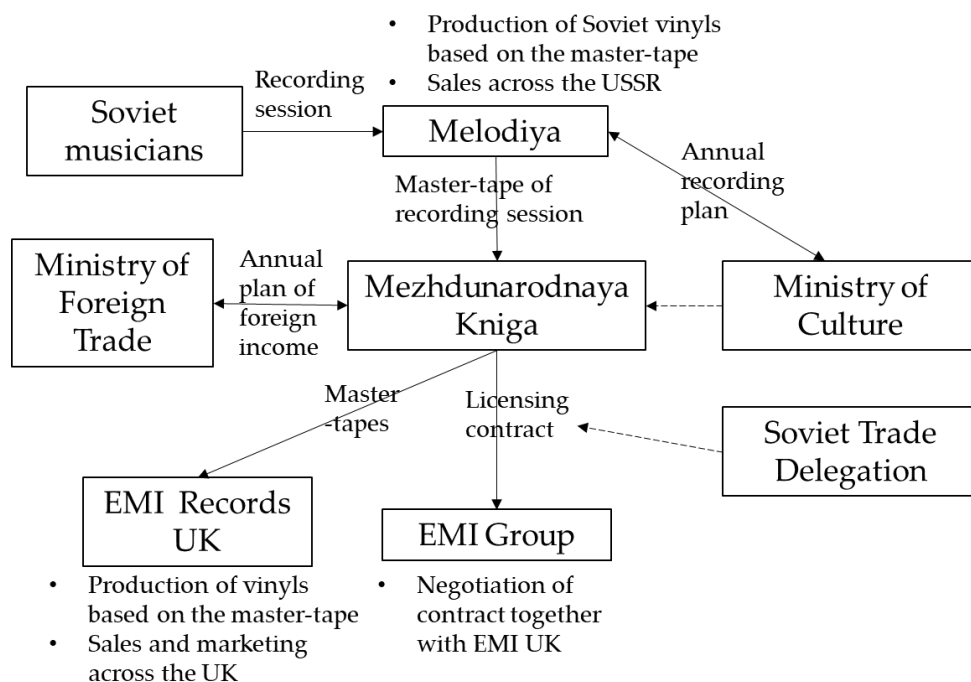 • Production of Soviet vinyls
based on the master-tape
• Sales across the USSR
Recording
session
Soviet
musicians
Melodiya
Annual
recording
plan
Master-tape of
recording session
Ministry of
Foreign
Trade
Annual
plan of
foreign
income
Mezhdunarodnaya
Kniga
Ministry of
Culture
Master
-tapes
Licensing
contract
Soviet Trade
Delegation
EMI Records
UK
EMI Group
• Production of vinyls
based on the master-tape
• Sales and marketing
across the UK
• Negotiation of
contract together
with EMI UK